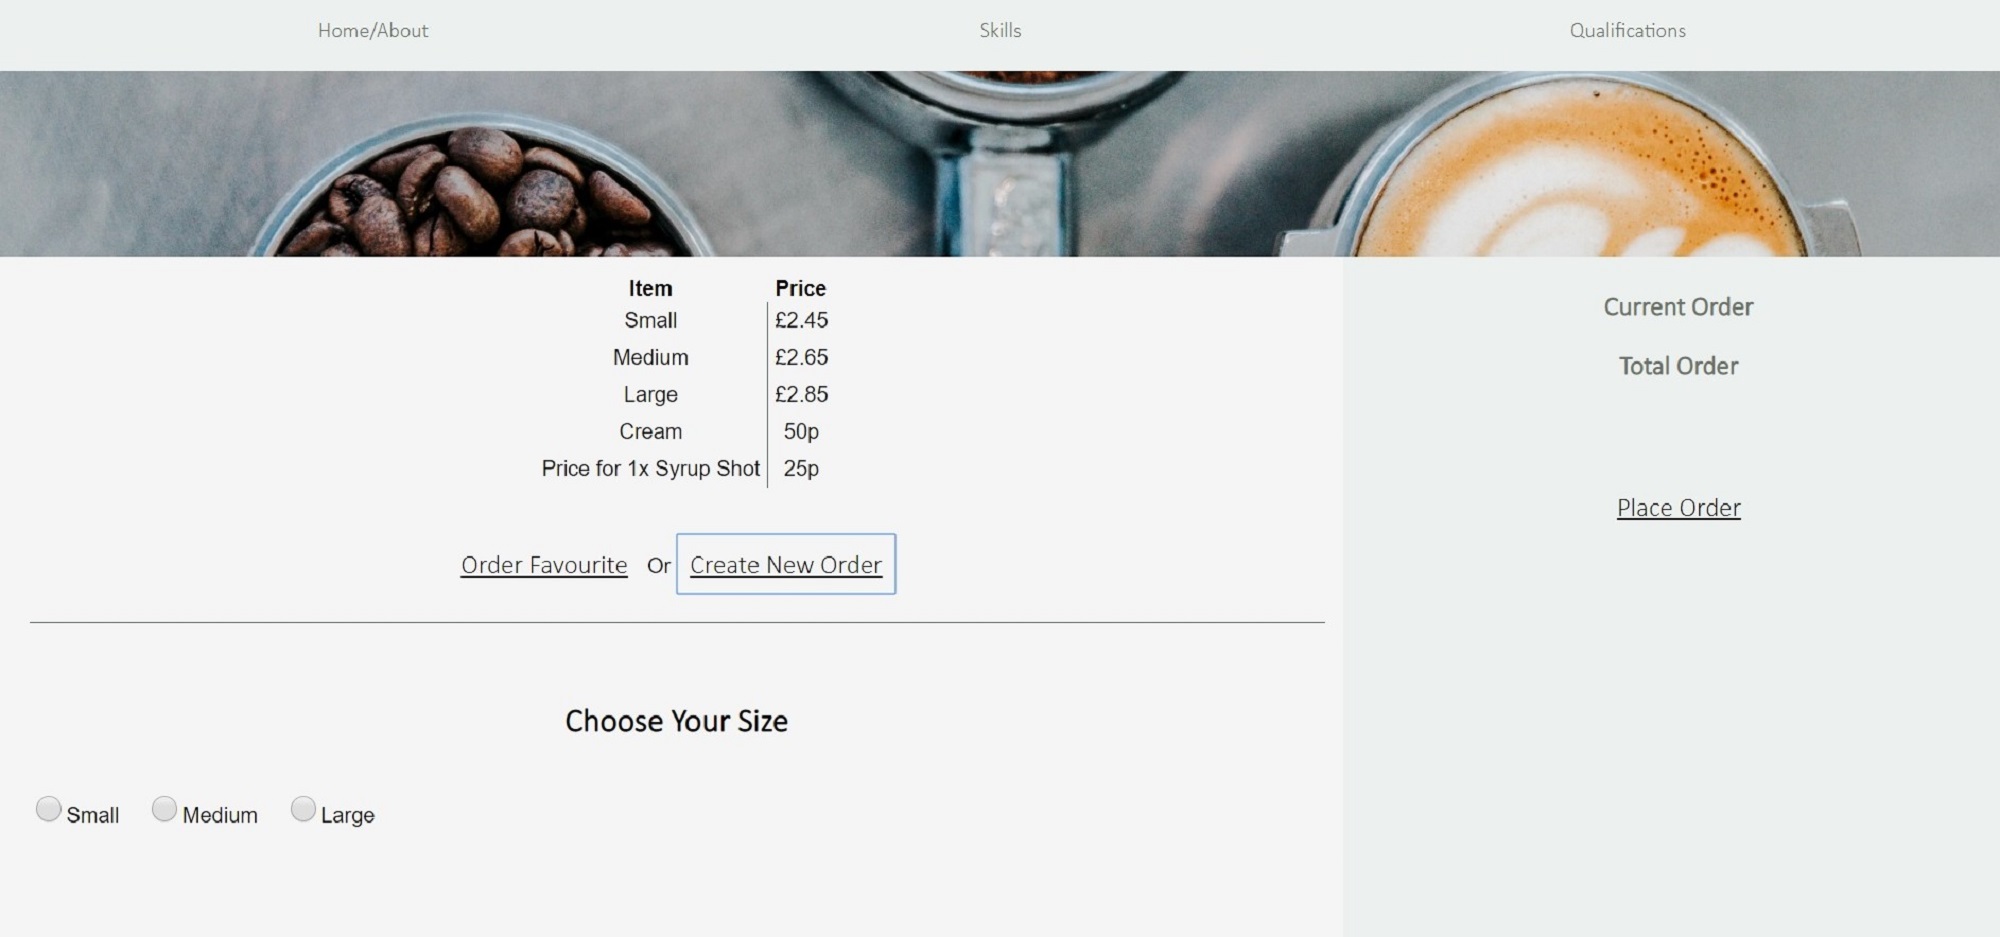 Home/About Skills Qualifications
Item Price
Small £2.45
Medium £2.65
Large £2.85
Cream 50p
Price for 1x Syrup Shot 25p
Order Favourite Or Create New Order
Choose Your Size
Small Medium Large
Current Order
Total Order
Place Order